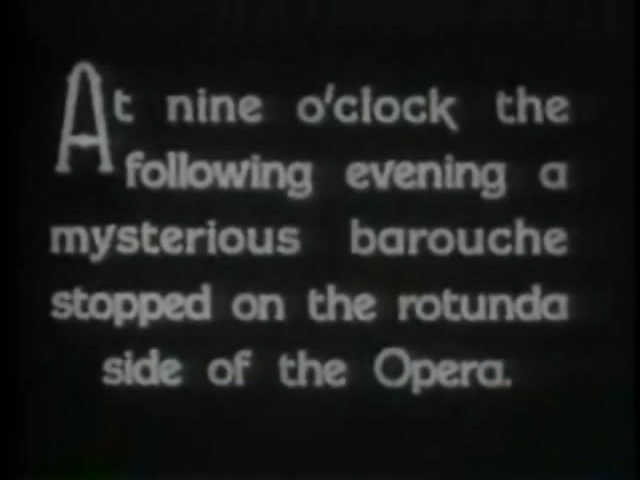 At nine o'clock the
following evening a
mysterious barouche
stopped on the rotunda
side of the Opera.